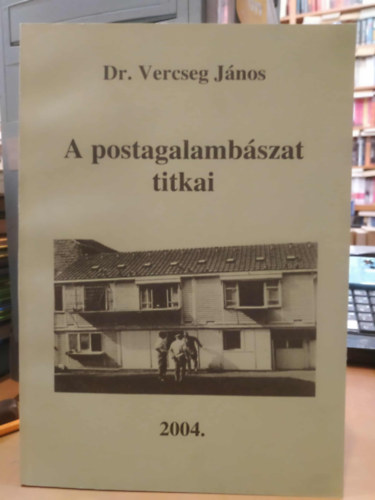 Dr. Vercseg János
A postagalambászat
titkai
2004.